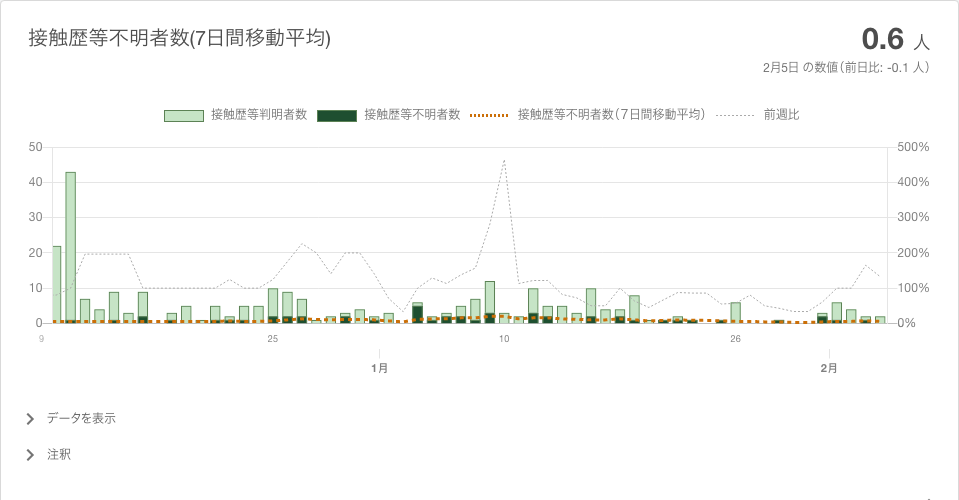 接触歴等不明者数(7日間移動平均)
0.6 人
2月5日 の数値（前日比: -0.1 人）
接触歴等判明者数 接触歴等不明者数 接触歴等不明者数（7日間移動平均） 前週比
50 500%
40 400%
30 300%
20 200%
10 100%
0 0%
9 25 10 26
1月 2月
データを表示
注釈